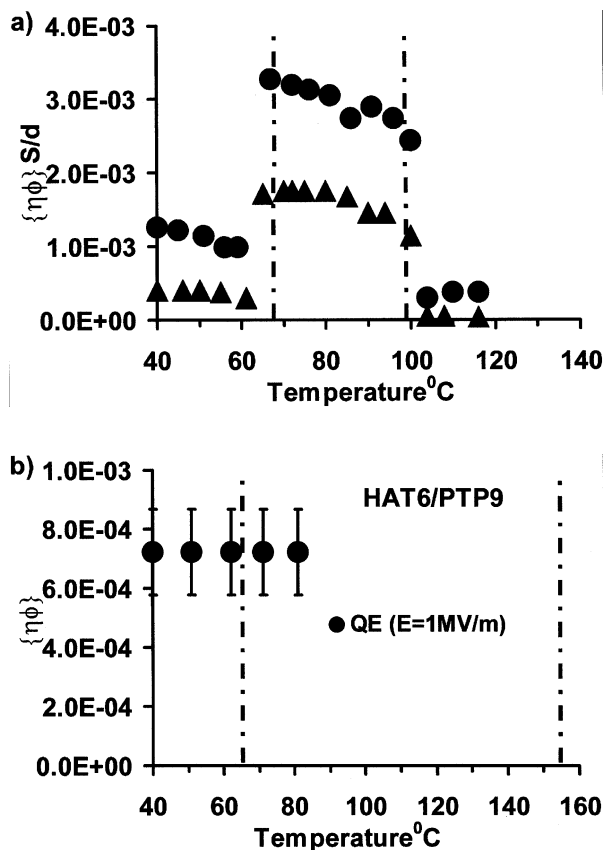 a)
4.0E-03
3.0E-03
2.0E-03
1.0E-03
0.0E+00
{ηϕ} S/d
40 60 80 100 120 140
Temperature⁰C
b)
1.0E-03
8.0E-04
6.0E-04
4.0E-04
2.0E-04
0.0E+00
{ηϕ}
HAT6/PTP9
QE (E=1MV/m)
40 60 80 100 120 140 160
Temperature⁰C